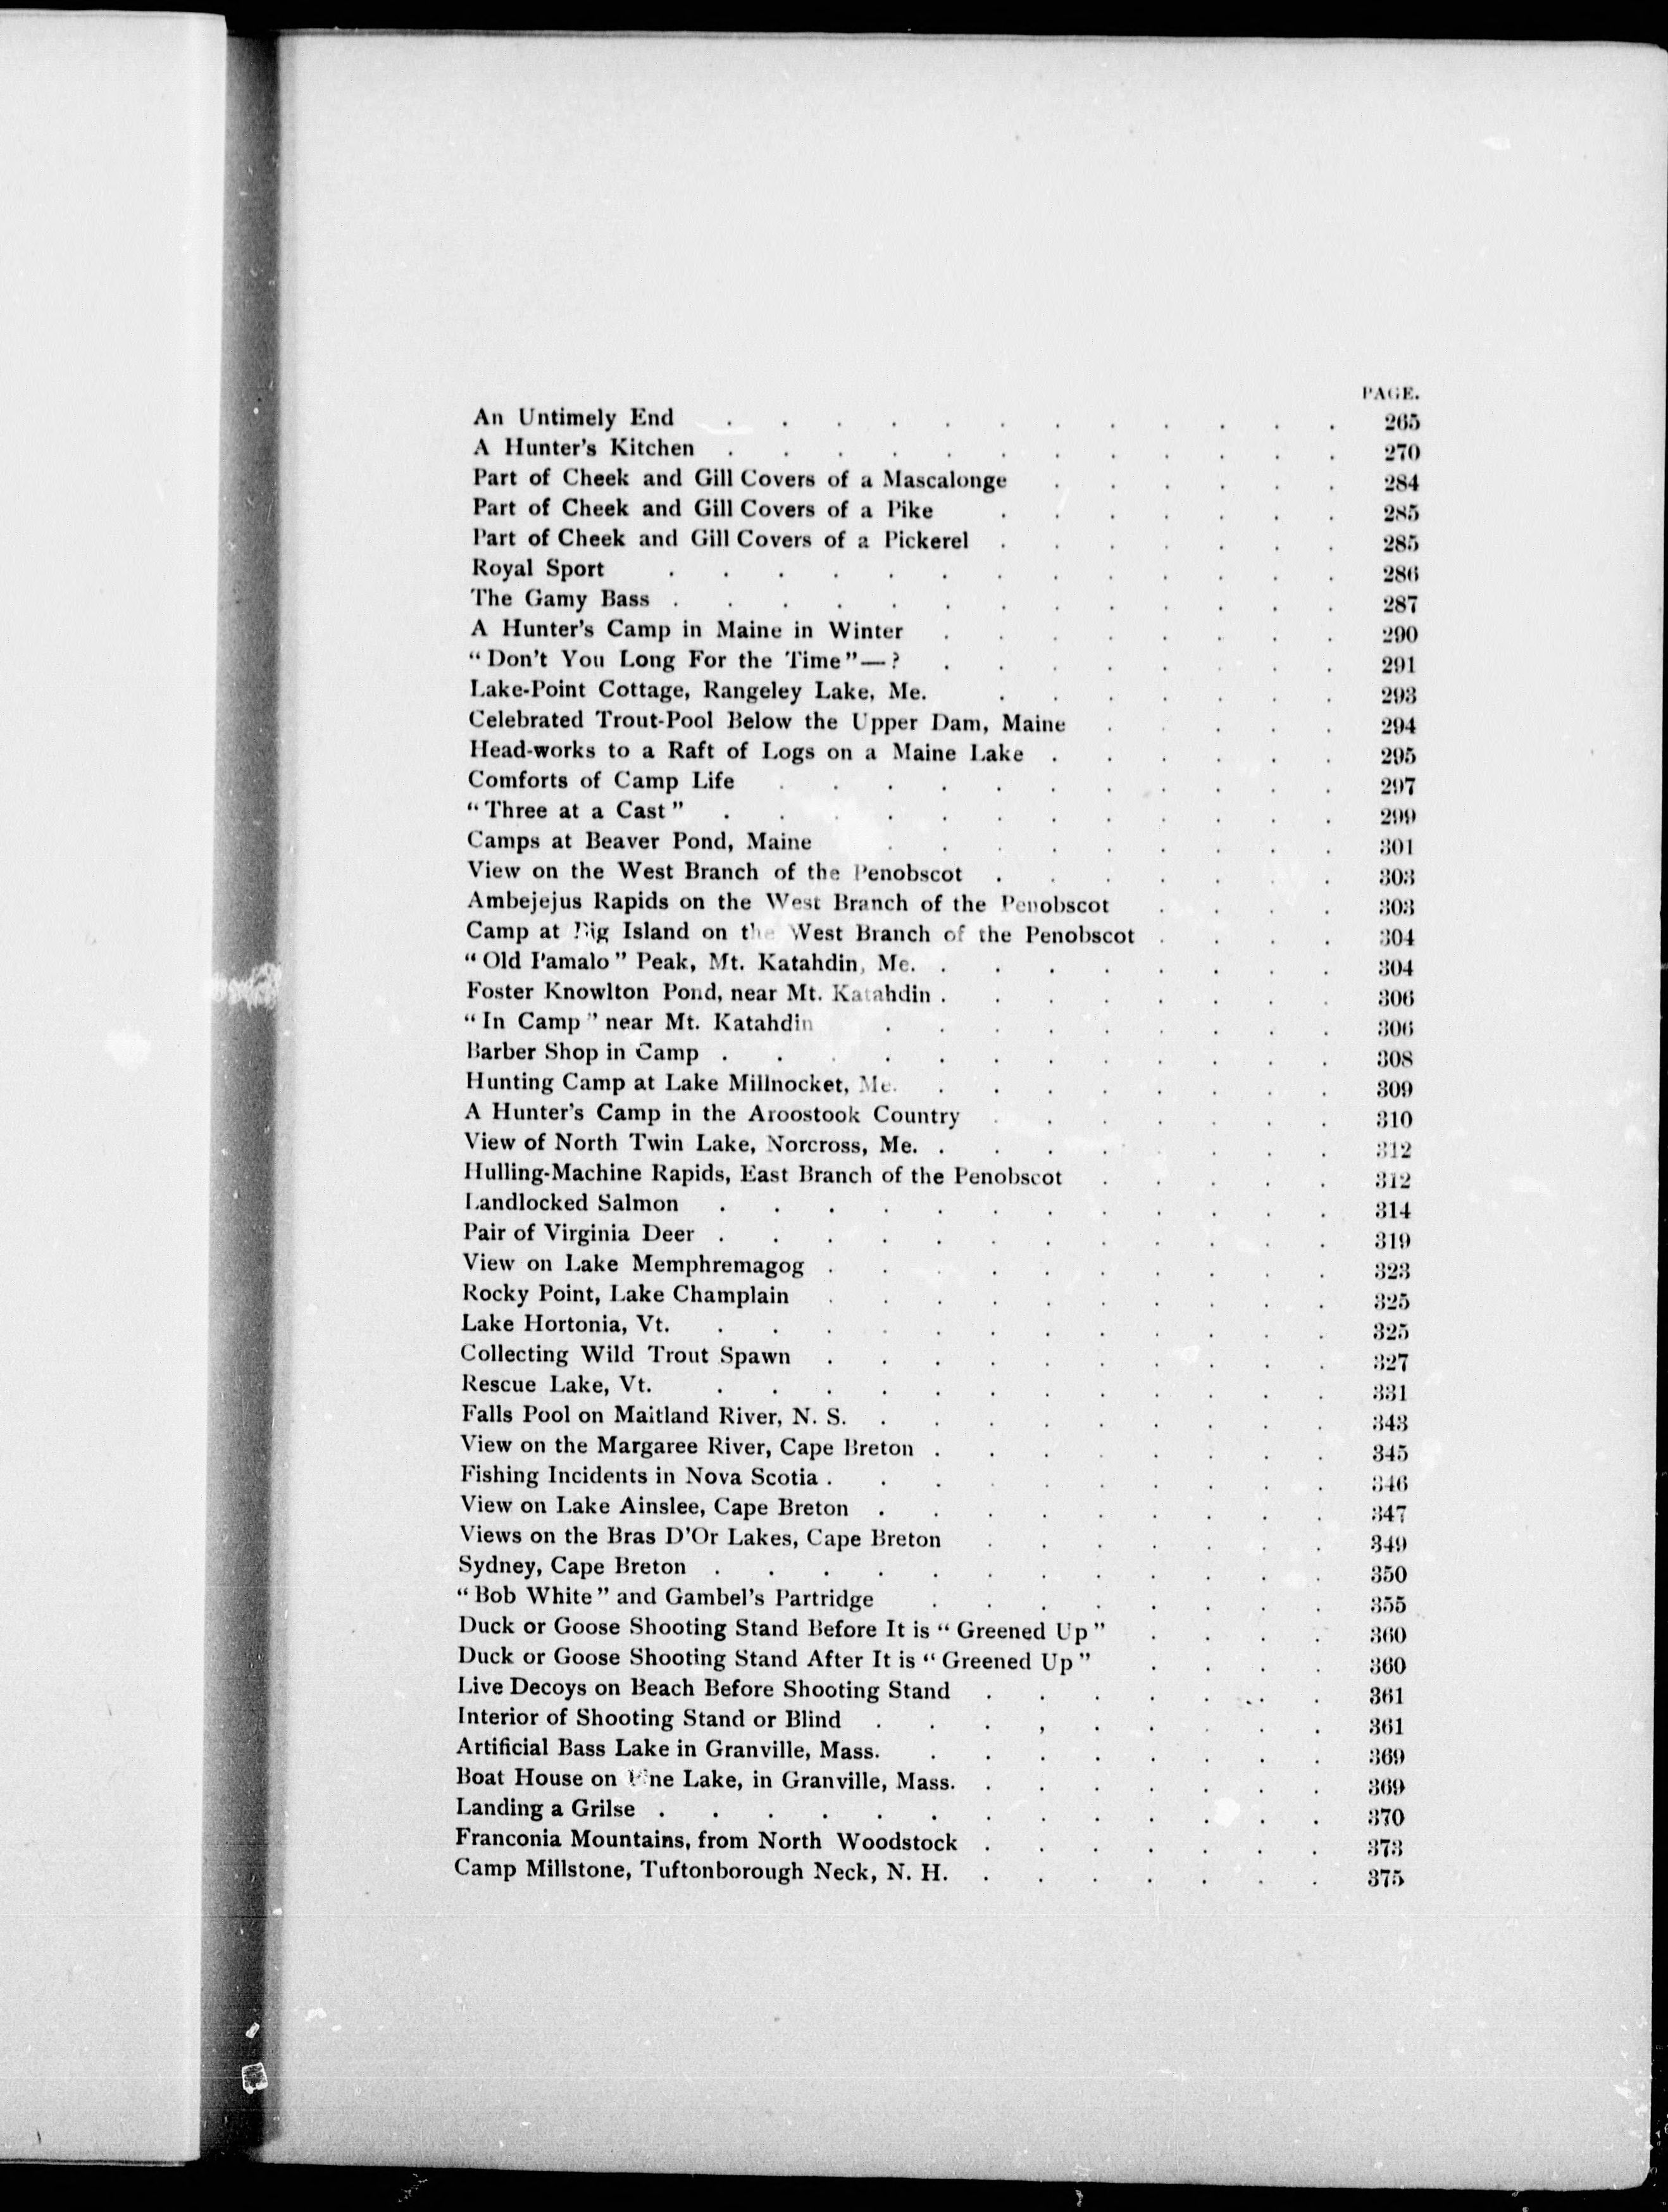 PAGE.
An Untimely End . . . . . . . . . . . . 265
A Hunter's Kitchen . . . . . . . . . . . . 270
Part of Cheek and Gill Covers of a Mascalonge . . . . . . 284
Part of Cheek and Gill Covers of a Pike . . . . . . . 285
Part of Cheek and Gill Covers of a Pickerel . . . . . . . 285
Royal Sport . . . . . . . . . . . . . 286
The Gamy Bass . . . . . . . . . . . . . 287
A Hunter's Camp in Maine in Winter . . . . . . . . 290
"Don't You Long For the Time"—? . . . . . . . . 291
Lake-Point Cottage, Rangeley Lake, Me. . . . . . . . 293
Celebrated Trout-Pool Below the Upper Dam, Maine . . . . . 294
Head-works to a Raft of Logs on a Maine Lake . . . . . . 295
Comforts of Camp Life . . . . . . . . . . . 297
"Three at a Cast" . . . . . . . . . . . . 299
Camps at Beaver Pond, Maine . . . . . . . . . 301
View on the West Branch of the Penobscot . . . . . . . 303
Ambejejus Rapids on the West Branch of the Penobscot . . . . 303
Camp at Big Island on the West Branch of the Penobscot . . . . 304
"Old Pamalo" Peak, Mt. Katahdin, Me. . . . . . . . . 304
Foster Knowlton Pond, near Mt. Katahdin . . . . . . . . 306
"In Camp" near Mt. Katahdin . . . . . . . . . 306
Barber Shop in Camp . . . . . . . . . . . . 308
Hunting Camp at Lake Millnocket, Me. . . . . . . . . 309
A Hunter's Camp in the Aroostook Country . . . . . . . 310
View of North Twin Lake, Norcross, Me. . . . . . . . . 312
Hulling-Machine Rapids, East Branch of the Penobscot . . . . . 312
Landlocked Salmon . . . . . . . . . . . . 314
Pair of Virginia Deer . . . . . . . . . . . . 319
View on Lake Memphremagog . . . . . . . . . . 323
Rocky Point, Lake Champlain . . . . . . . . . . 325
Lake Hortonia, Vt. . . . . . . . . . . . . 325
Collecting Wild Trout Spawn . . . . . . . . . . 327
Rescue Lake, Vt. . . . . . . . . . . . . 331
Falls Pool on Maitland River, N. S. . . . . . . . . . 343
View on the Margaree River, Cape Breton . . . . . . . . 345
Fishing Incidents in Nova Scotia . . . . . . . . . . 346
View on Lake Ainslee, Cape Breton . . . . . . . . . 347
Views on the Bras D'Or Lakes, Cape Breton . . . . . . . 349
Sydney, Cape Breton . . . . . . . . . . . . 350
"Bob White" and Gambel's Partridge . . . . . . . . 355
Duck or Goose Shooting Stand Before It is "Greened Up" . . . . 360
Duck or Goose Shooting Stand After It is "Greened Up" . . . . 360
Live Decoys on Beach Before Shooting Stand . . . . . . . 361
Interior of Shooting Stand or Blind . . . , . . . . . 361
Artificial Bass Lake in Granville, Mass. . . . . . . . . 369
Boat House on Lake, in Granville, Mass. . . . . . . . 369
Landing a Grilse . . . . . . . . . . . . . 370
Franconia Mountains, from North Woodstock . . . . . . . 373
Camp Millstone, Tuftonborough Neck, N. H. . . . . . . . 375